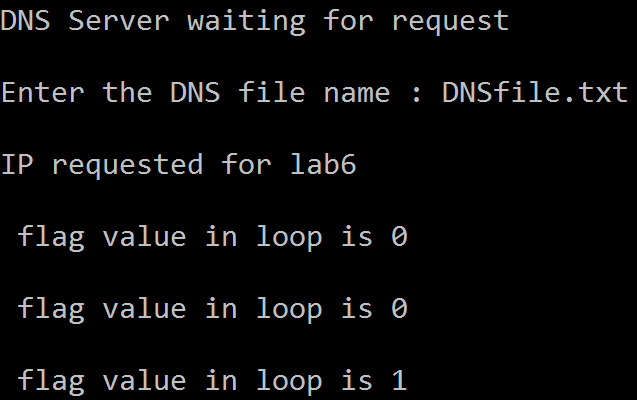 DNS Server waiting for request
Enter the DNS file name : DNSfile.txt
IP requested for lab6
flag value in loop is 0
flag value in loop is 0
flag value in loop is 1